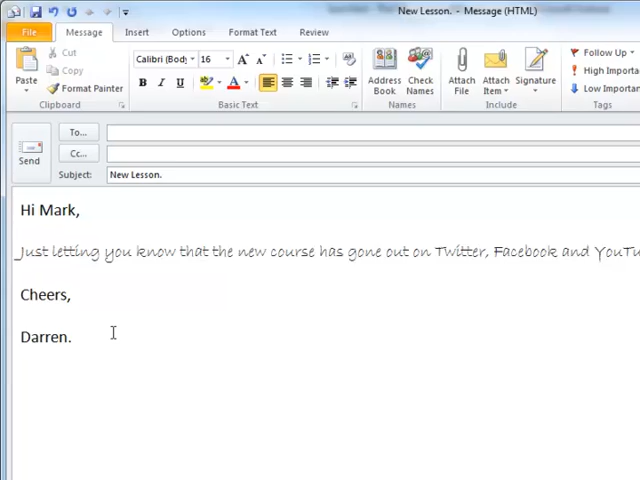 New Lesson. - Message (HTML)
File Message Insert Options Format Text Review
Cut
Copy
Format Painter
Paste
Clipboard
Calibri (Body 16
B I U
A
Basic Text
Address Book
Check Names
Names
Attach File
Attach Item
Signature
Include
Follow Up
High Importa
Low Importan
Tags
Send
To...
Cc...
Subject: New Lesson.
Hi Mark,
Just letting you know that the new course has gone out on Twitter, Facebook and YouTu
Cheers,
Darren.